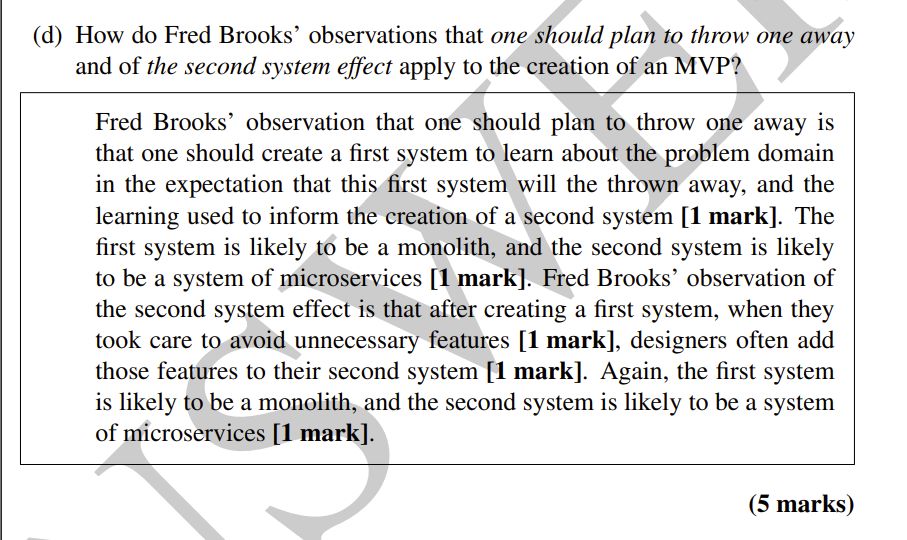 (d) How do Fred Brooks’ observations that one should plan to throw one away
and of the second system effect apply to the creation of an MVP?
Fred Brooks’ observation that one should plan to throw one away is
that one should create a first system to learn about the problem domain
in the expectation that this first system will the thrown away, and the
learning used to inform the creation of a second system [1 mark]. The
first system is likely to be a monolith, and the second system is likely
to be a system of microservices [1 mark]. Fred Brooks’ observation of
the second system effect is that after creating a first system, when they
took care to avoid unnecessary features [1 mark], designers often add
those features to their second system [1 mark]. Again, the first system
is likely to be a monolith, and the second system is likely to be a system
of microservices [1 mark].
(5 marks)